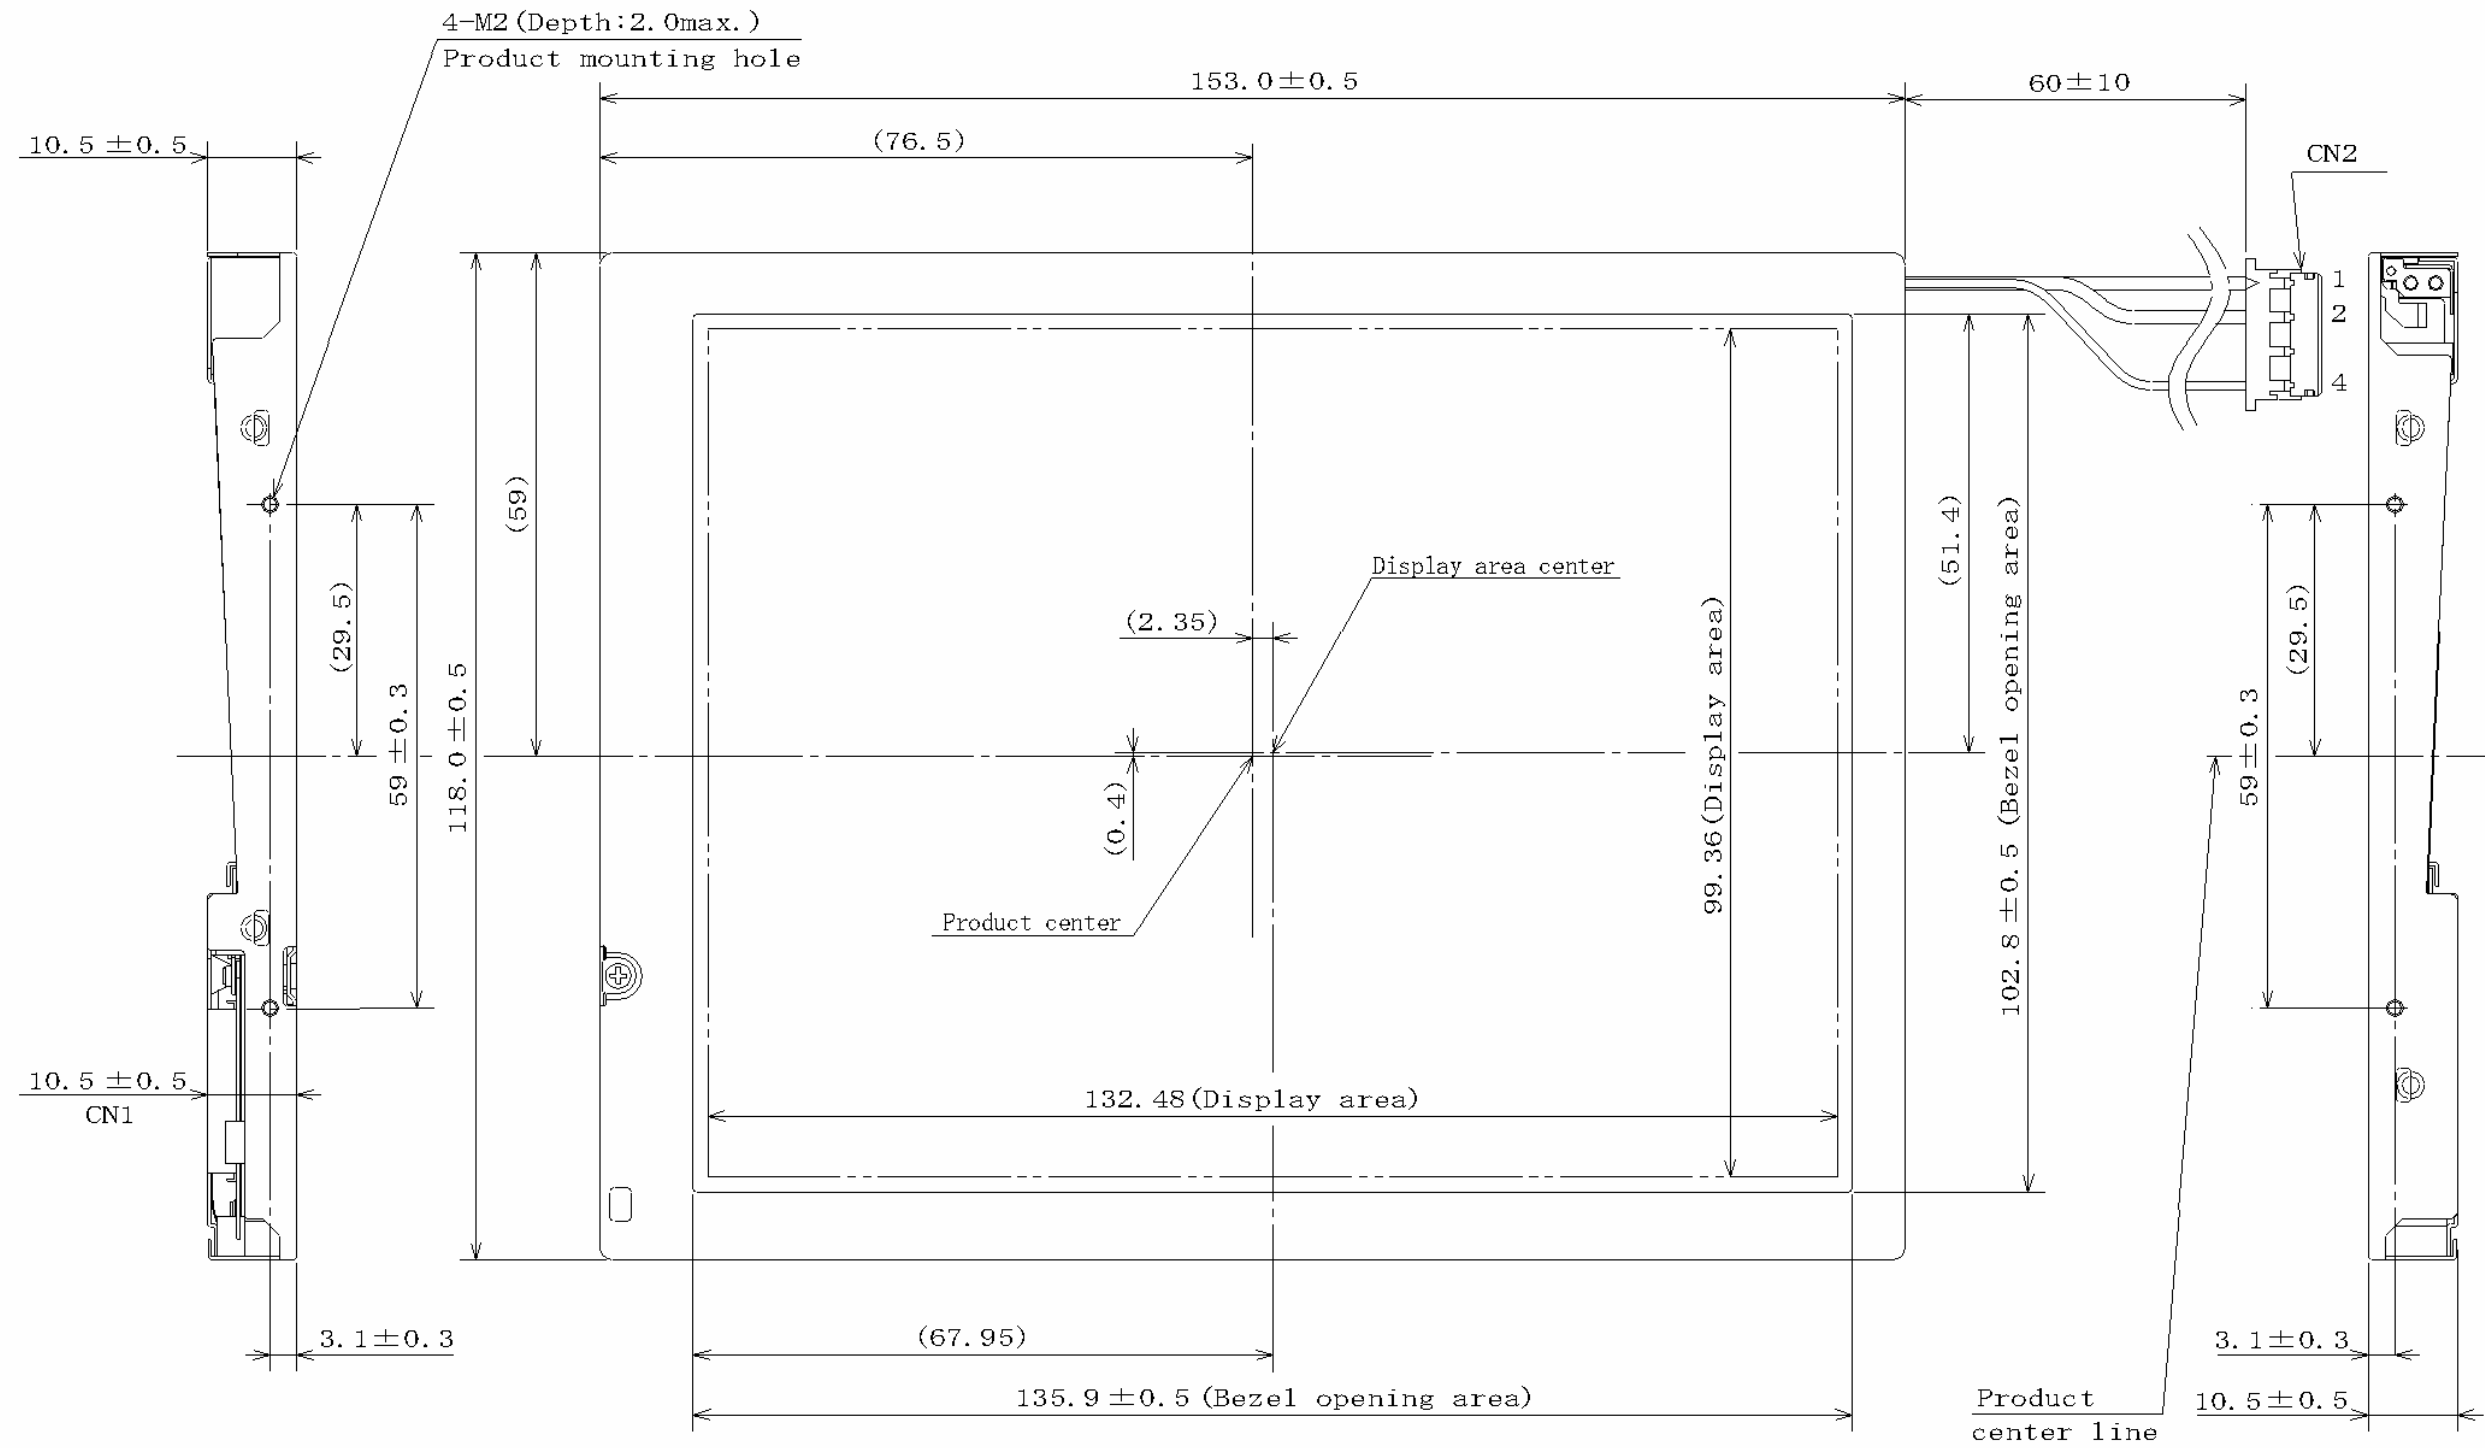 4-M2(Depth:2.0max.)
Product mounting hole
153.0±0.5
60±10
10.5±0.5
(76.5)
CN2
1
2
4
(59)
(51.4)
Display area center
(2.35)
(29.5)
59±0.3
118.0±0.5
(0.4)
99.36(Display area)
102.8±0.5(Bezel opening area)
(29.5)
59±0.3
Product center
10.5±0.5
CN1
132.48(Display area)
3.1±0.3
(67.95)
3.1±0.3
135.9±0.5(Bezel opening area)
Product
center line
10.5±0.5